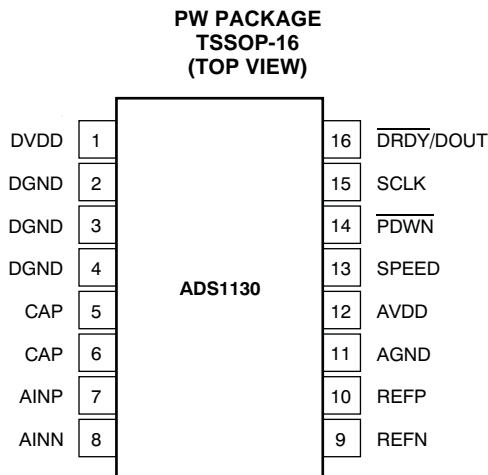 PW PACKAGE
TSSOP-16
(TOP VIEW)
DVDD 1 16 DRDY/DOUT
DGND 2 15 SCLK
DGND 3 14 PDWN
DGND 4 13 SPEED
ADS1130
CAP 5 12 AVDD
CAP 6 11 AGND
AINP 7 10 REFP
AINN 8 9 REFN